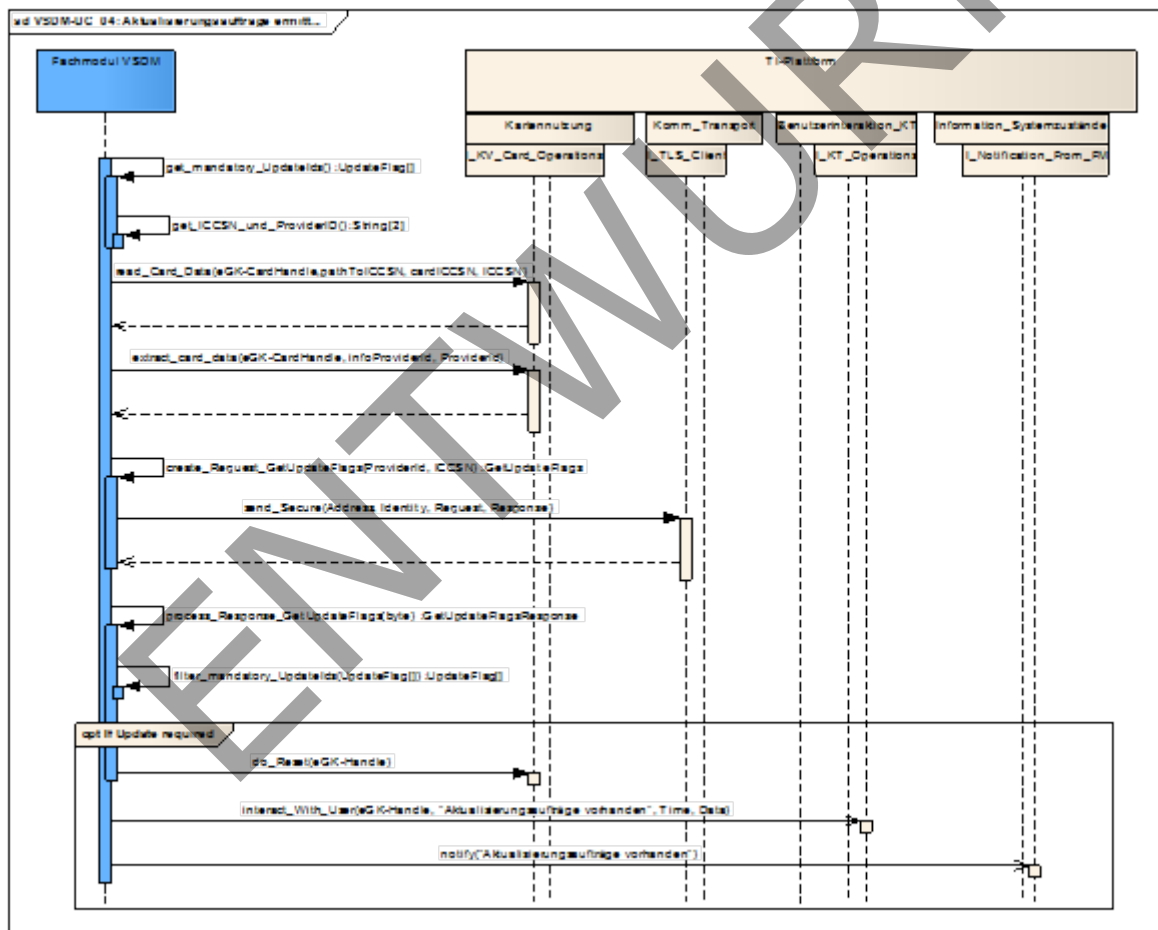 sd VSDM-UC_04: Aktualisierungsaufträge ermitt...
Fachmodul VSDM
TI-Plattform
Kartennutzung
Komm_Transport
Benutzerinteraktion_KT
Information_Systemzustände
I_KV_Card_Operations
I_TLS_Client
I_KT_Operations
I_Notification_From_FM
get_mandatory_UpdateIds() :UpdateFlag[]
get_ICCSN_und_ProviderID() :String[2]
read_Card_Data(eGK-CardHandle,pathToICCSN, cardICCSN, ICCSN)
extract_card_data(eGK-CardHandle, infoProviderId, ProviderId)
create_Request_GetUpdateFlags(ProviderId, ICCSN) :GetUpdateFlags
send_Secure(Address, Identity, Request, Response)
process_Response_GetUpdateFlags(byte) :GetUpdateFlagsResponse
filter_mandatory_UpdateIds(UpdateFlag[]) :UpdateFlag[]
opt If Update required
do_Reset(eGK-Handle)
interact_With_User(eGK-Handle, "Aktualisierungsaufträge vorhanden", Time, Data)
notify("Aktualisierungsaufträge vorhanden")
ENTWURF